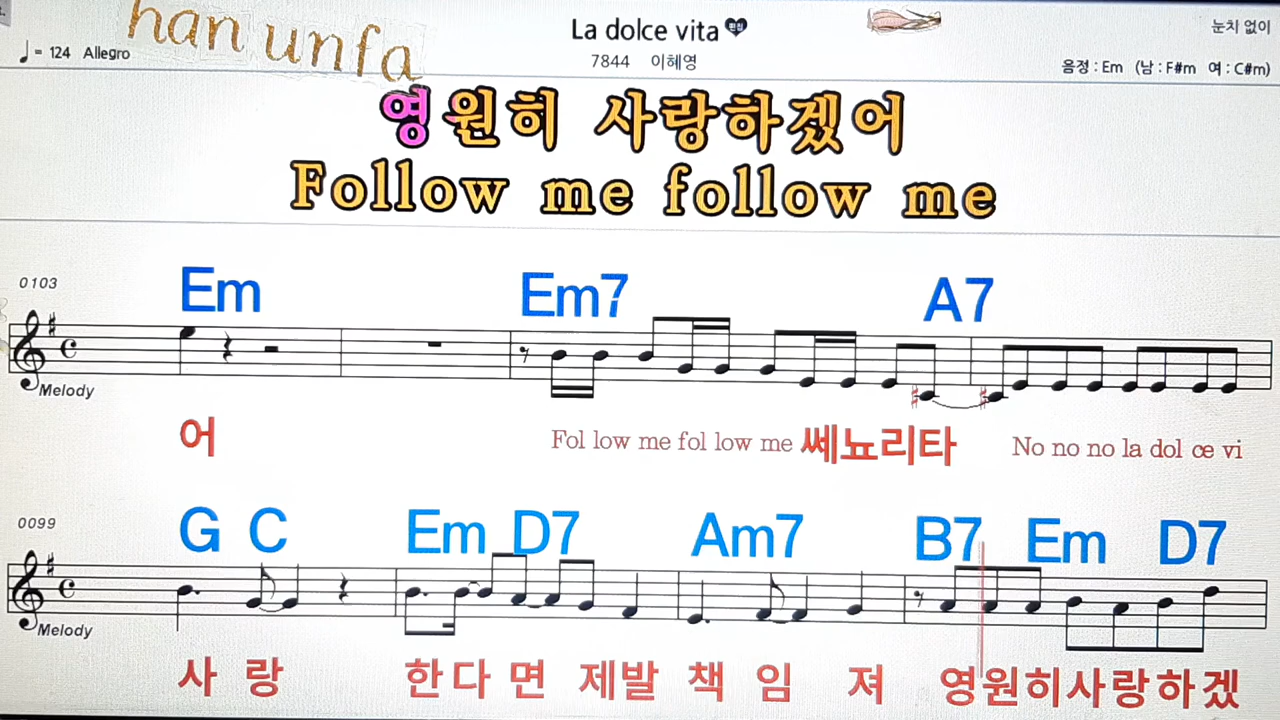 han unfa
La dolce vita 편집
눈치 없이
♩ = 124 Allegro
7844 이혜영
음정 : Em (남 : F#m 여 : C#m)
영원히 사랑하겠어
Follow me follow me
0103
Em Em7 A7
Melody
어 Fol low me fol low me 쎄뇨리타 No no no la dol ce vi
0099
G C Em D7 Am7 B7 Em D7
Melody
사 랑 한다 면 제발 책 임 져 영원히사랑하겠